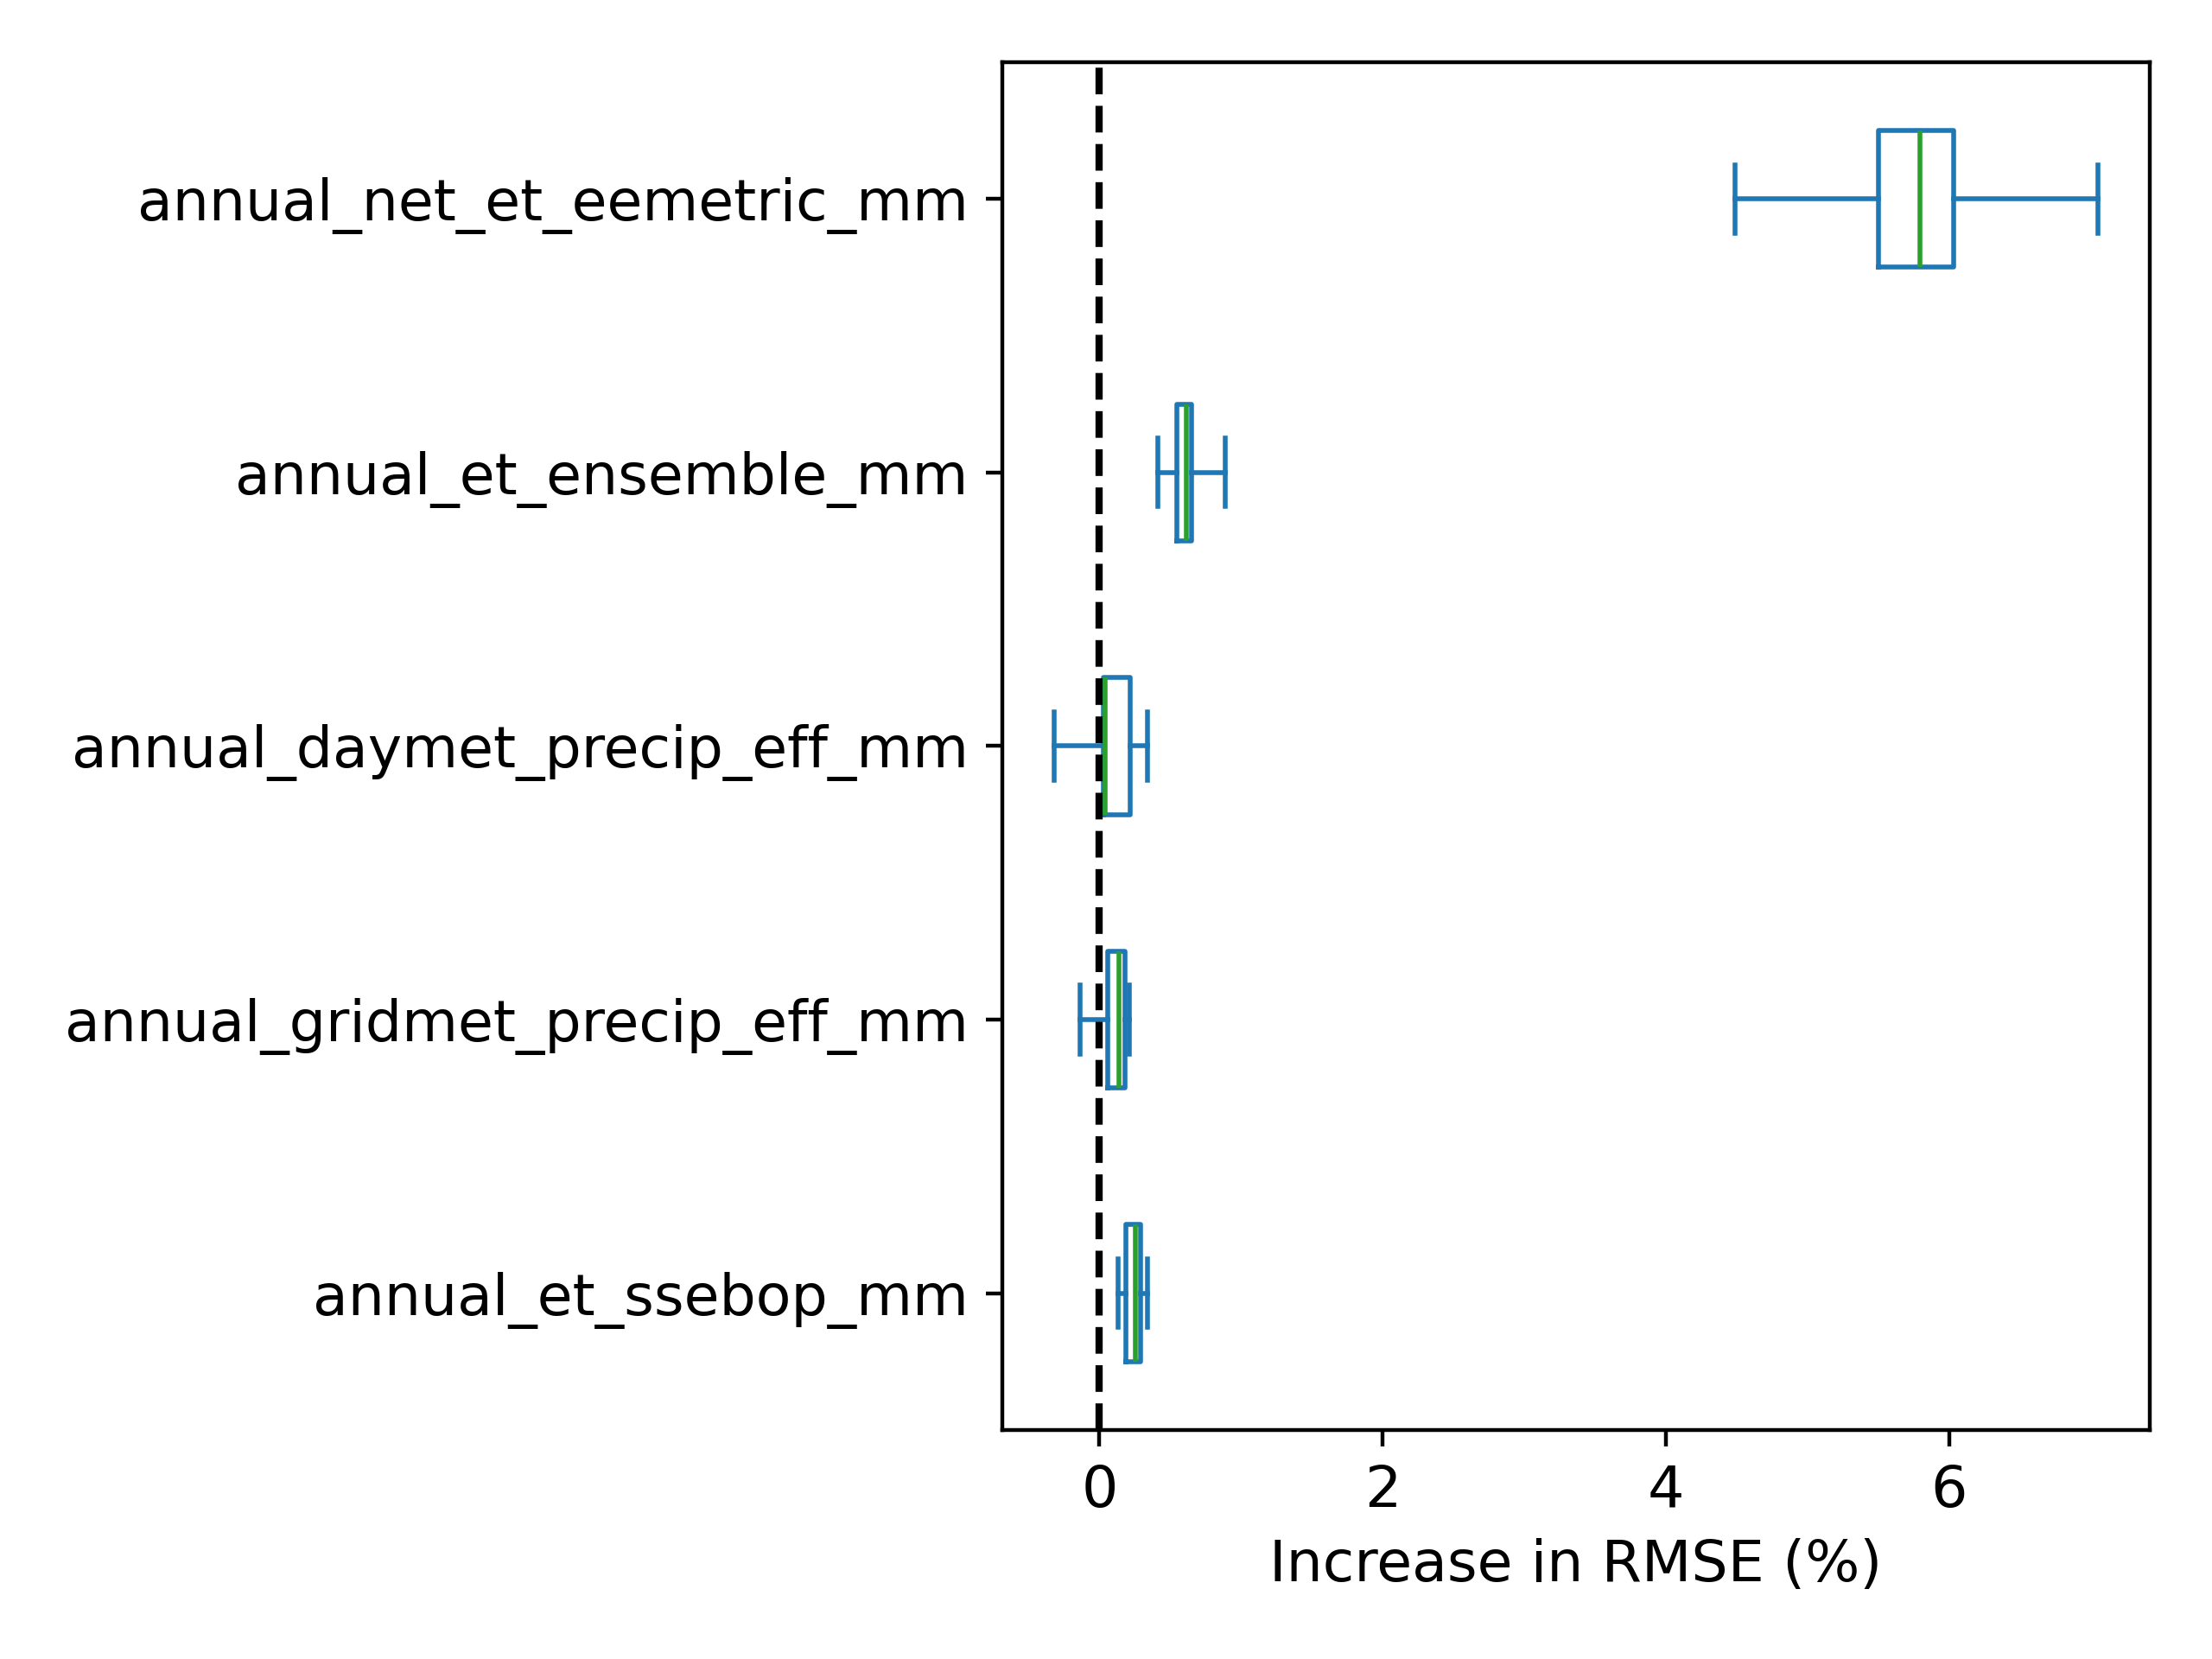 annual_net_et_eemetric_mm
annual_et_ensemble_mm
annual_daymet_precip_eff_mm
annual_gridmet_precip_eff_mm
annual_et_ssebop_mm
0 2 4 6
Increase in RMSE (%)